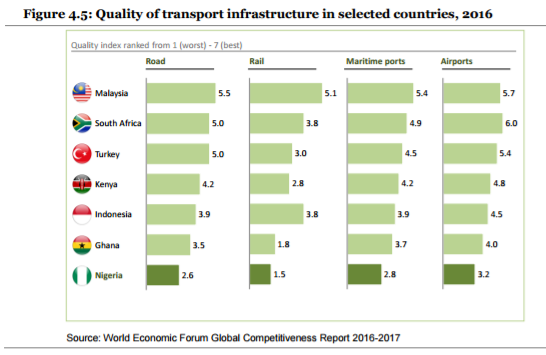 Figure 4.5: Quality of transport infrastructure in selected countries, 2016
Quality index ranked from 1 (worst) - 7 (best)
Road Rail Maritime ports Airports
Malaysia 5.5 5.1 5.4 5.7
South Africa 5.0 3.8 4.9 6.0
Turkey 5.0 3.0 4.5 5.4
Kenya 4.2 2.8 4.2 4.8
Indonesia 3.9 3.8 3.9 4.5
Ghana 3.5 1.8 3.7 4.0
Nigeria 2.6 1.5 2.8 3.2
Source: World Economic Forum Global Competitiveness Report 2016-2017